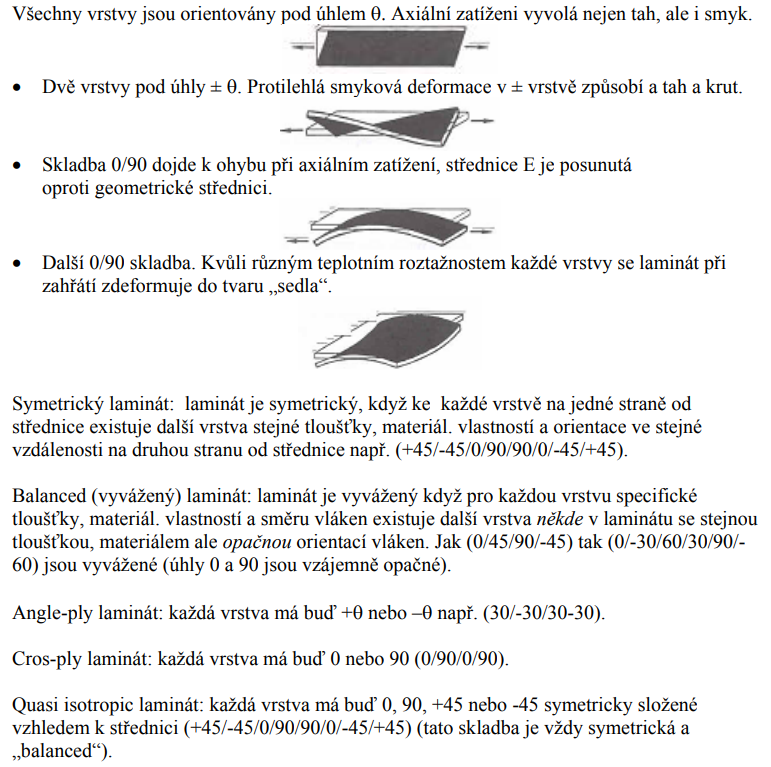 Všechny vrstvy jsou orientovány pod úhlem θ. Axiální zatíženi vyvolá nejen tah, ale i smyk.
• Dvě vrstvy pod úhly ± θ. Protilehlá smyková deformace v ± vrstvě způsobí a tah a krut.
• Skladba 0/90 dojde k ohybu při axiálním zatížení, střednice E je posunutá
oproti geometrické střednici.
• Další 0/90 skladba. Kvůli různým teplotním roztažnostem každé vrstvy se laminát při
zahřátí zdeformuje do tvaru „sedla“.
Symetrický laminát:  laminát je symetrický, když ke  každé vrstvě na jedné straně od
střednice existuje další vrstva stejné tloušťky, materiál. vlastností a orientace ve stejné
vzdálenosti na druhou stranu od střednice např. (+45/-45/0/90/90/0/-45/+45).
Balanced (vyvážený) laminát: laminát je vyvážený když pro každou vrstvu specifické
tloušťky, materiál. vlastností a směru vláken existuje další vrstva někde v laminátu se stejnou
tloušťkou, materiálem ale opačnou orientací vláken. Jak (0/45/90/-45) tak (0/-30/60/30/90/-
60) jsou vyvážené (úhly 0 a 90 jsou vzájemně opačné).
Angle-ply laminát: každá vrstva má buď +θ nebo –θ např. (30/-30/30-30).
Cros-ply laminát: každá vrstva má buď 0 nebo 90 (0/90/0/90).
Quasi isotropic laminát: každá vrstva má buď 0, 90, +45 nebo -45 symetricky složené
vzhledem k střednici (+45/-45/0/90/90/0/-45/+45) (tato skladba je vždy symetrická a
„balanced“).